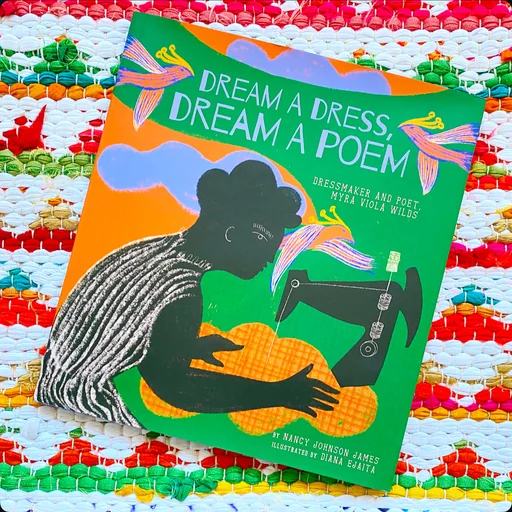 DREAM A DRESS,
DREAM A POEM
DRESSMAKER AND POET,
MYRA VIOLA WILDS
BY NANCY JOHNSON JAMES
ILLUSTRATED BY DIANA EJAITA